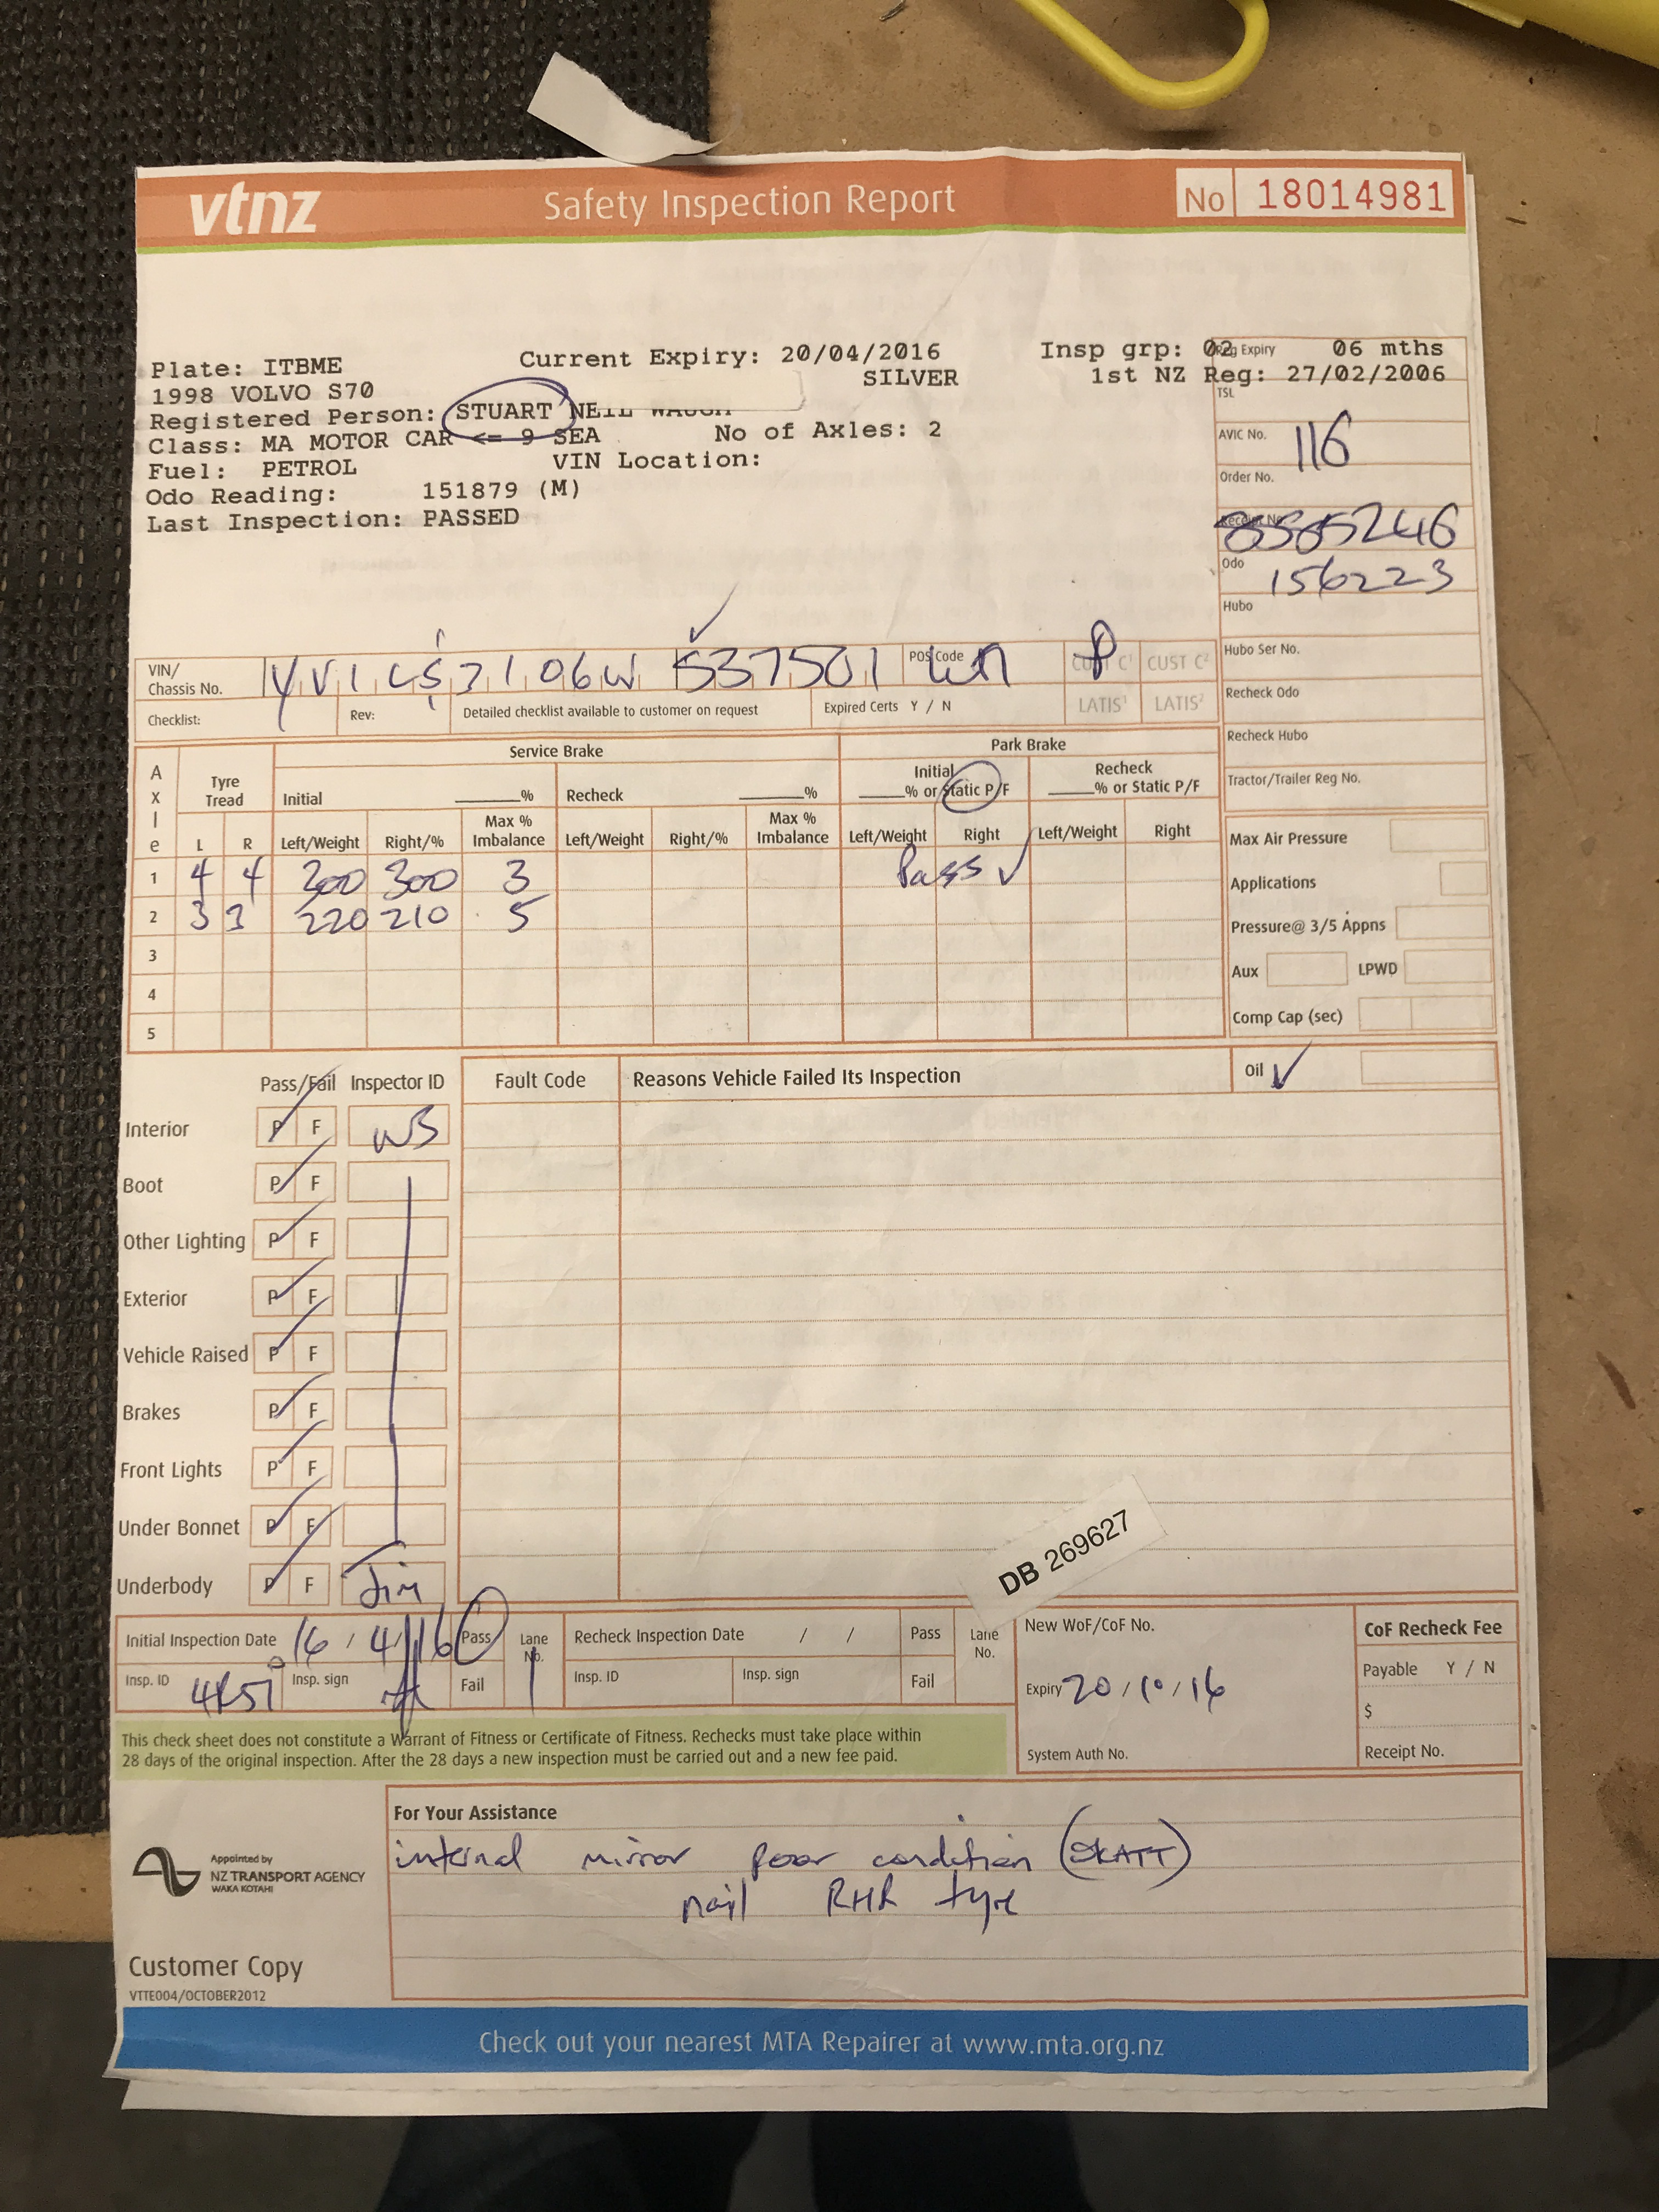 vtnz Safety Inspection Report No 18014981
Plate: ITBME Current Expiry: 20/04/2016 Insp grp: 02 06 mths
Reg Expiry
1998 VOLVO S70 SILVER 1st NZ Reg: 27/02/2006
TSL
Registered Person: STUART NEIL
Class: MA MOTOR CAR <= 9 SEA No of Axles: 2
AVIC No. 116
Fuel: PETROL VIN Location:
Order No.
Odo Reading: 151879 (M)
Last Inspection: PASSED
Receipt No.
Odo 156223
Hubo
Hubo Ser No.
VIN/
Chassis No. YV1LS 106W 537501 POS Code P CUST C¹ CUST C²
Recheck Odo
Checklist: Rev: Detailed checklist available to customer on request Expired Certs Y / N LATIS¹ LATIS²
Recheck Hubo
Tractor/Trailer Reg No.
Axle Tyre Tread Service Brake Park Brake
Initial % Recheck % Initial % or Static P/F Recheck % or Static P/F
L R Left/Weight Right/% Max % Imbalance Left/Weight Right/% Max % Imbalance Left/Weight Right Left/Weight Right
1 4 4 300 300 3 Pass
2 3 3 220 210 5
3
4
5
Max Air Pressure
Applications
Pressure@ 3/5 Appns
Aux LPWD
Comp Cap (sec)
Pass/Fail Inspector ID Fault Code Reasons Vehicle Failed Its Inspection Oil
Interior P F WB
Boot P F
Other Lighting P F
Exterior P F
Vehicle Raised P F
Brakes P F
Front Lights P F
Under Bonnet P F
Underbody P F Jim
DB 269627
Initial Inspection Date 16 / 4 / 16 Pass Lane No. 1 Recheck Inspection Date / / Pass Lane No. New WoF/CoF No. CoF Recheck Fee
Insp. ID Insp. sign Fail Insp. ID Insp. sign Fail Expiry 20/10/16 Payable Y / N
$
System Auth No. Receipt No.
This check sheet does not constitute a Warrant of Fitness or Certificate of Fitness. Rechecks must take place within
28 days of the original inspection. After the 28 days a new inspection must be carried out and a new fee paid.
For Your Assistance
internal mirror poor condition
nail RHR tyre
Appointed by
NZ TRANSPORT AGENCY
WAKA KOTAHI
Customer Copy
VTTE004/OCTOBER2012
Check out your nearest MTA Repairer at www.mta.org.nz